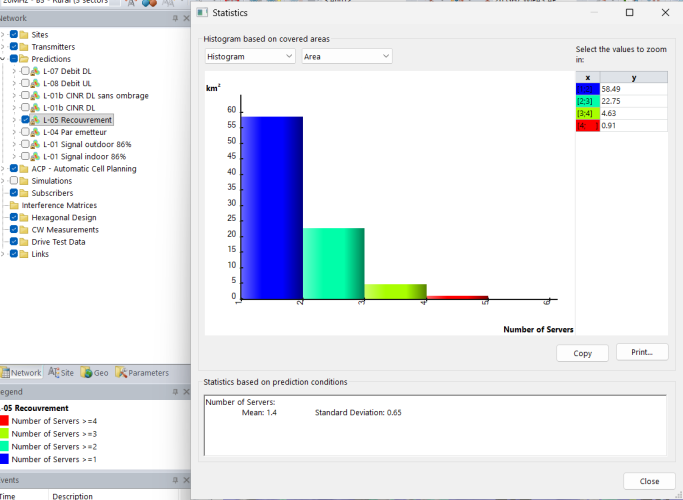 Network
Sites
Transmitters
Predictions
L-07 Debit DL
L-08 Debit UL
L-01b CINR DL sans ombrage
L-01b CINR DL
L-05 Recouvrement
L-04 Par emetteur
L-01 Signal outdoor 86%
L-01 Signal indoor 86%
ACP - Automatic Cell Planning
Simulations
Subscribers
Interference Matrices
Hexagonal Design
CW Measurements
Drive Test Data
Links
Network Site Geo Parameters
egend
L-05 Recouvrement
Number of Servers >=4
Number of Servers >=3
Number of Servers >=2
Number of Servers >=1
vents
Time Description
Statistics
Histogram based on covered areas
Histogram Area
km²
60
55
50
45
40
35
30
25
20
15
10
5
0
1 2 3 4 5 6
Number of Servers
Select the values to zoom
in:
x y
[1;2[ 58.49
[2;3[ 22.75
[3;4[ 4.63
[4; 0.91
Copy Print...
Statistics based on prediction conditions
Number of Servers:
Mean: 1.4 Standard Deviation: 0.65
Close